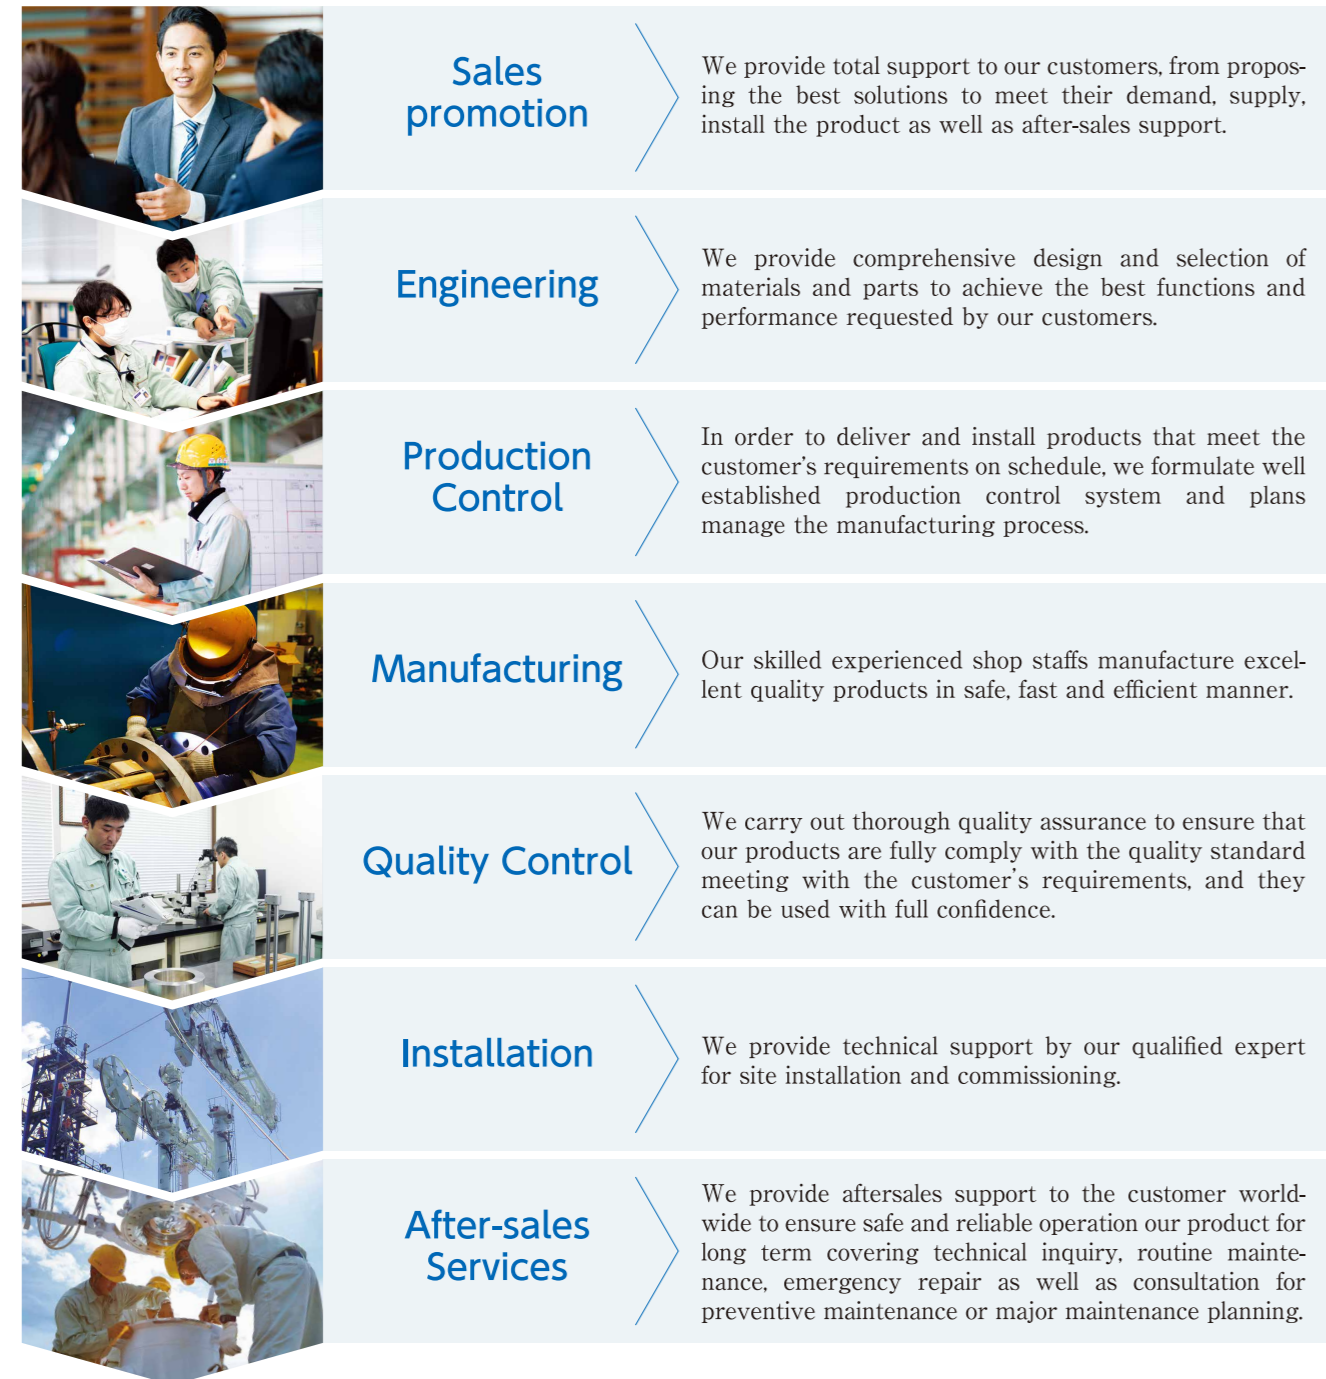 Sales
promotion
We provide total support to our customers, from propos-
ing the best solutions to meet their demand, supply,
install the product as well as after-sales support.
Engineering
We provide comprehensive design and selection of
materials and parts to achieve the best functions and
performance requested by our customers.
Production
Control
In order to deliver and install products that meet the
customer's requirements on schedule, we formulate well
established production control system and plans
manage the manufacturing process.
Manufacturing
Our skilled experienced shop staffs manufacture excel-
lent quality products in safe, fast and efficient manner.
Quality Control
We carry out thorough quality assurance to ensure that
our products are fully comply with the quality standard
meeting with the customer's requirements, and they
can be used with full confidence.
Installation
We provide technical support by our qualified expert
for site installation and commissioning.
After-sales
Services
We provide aftersales support to the customer world-
wide to ensure safe and reliable operation our product for
long term covering technical inquiry, routine mainte-
nance, emergency repair as well as consultation for
preventive maintenance or major maintenance planning.